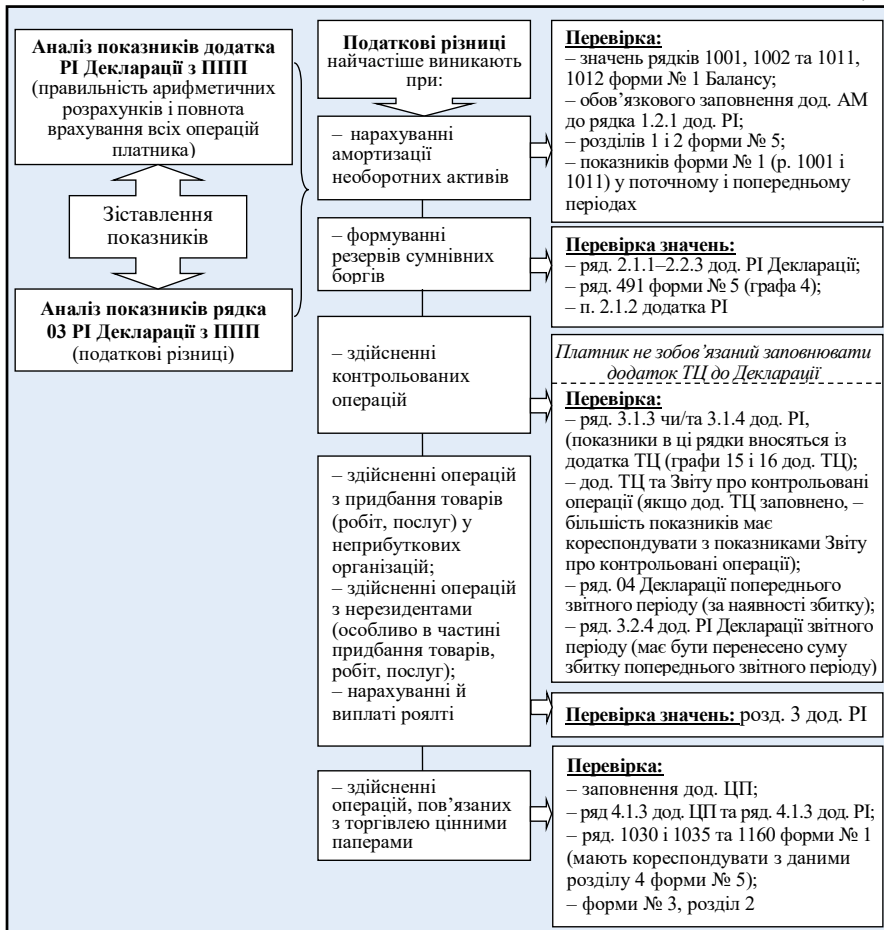 Аналіз показників додатка
РІ Декларації з ППП
(правильність арифметичних
розрахунків і повнота
врахування всіх операцій
платника)
Зіставлення
показників
Аналіз показників рядка
03 РІ Декларації з ППП
(податкові різниці)
Податкові різниці
найчастіше виникають
при:
– нарахуванні
амортизації
необоротних активів
– формуванні
резервів сумнівних
боргів
– здійсненні
контрольованих
операцій
– здійсненні операцій
з придбання товарів
(робіт, послуг) у
неприбуткових
організацій;
– здійсненні операцій
з нерезидентами
(особливо в частині
придбання товарів,
робіт, послуг);
– нарахуванні й
виплаті роялті
– здійсненні
операцій, пов’язаних
з торгівлею цінними
паперами
Перевірка:
– значень рядків 1001, 1002 та 1011,
1012 форми № 1 Балансу;
– обов’язкового заповнення дод. АМ
до рядка 1.2.1 дод. РІ;
– розділів 1 і 2 форми № 5;
– показників форми № 1 (р. 1001 і
1011) у поточному і попередньому
періодах
Перевірка значень:
– ряд. 2.1.1–2.2.3 дод. РІ Декларації;
– ряд. 491 форми № 5 (графа 4);
– п. 2.1.2 додатка РІ
Платник не зобов’язаний заповнювати
додаток ТЦ до Декларації
Перевірка:
– ряд. 3.1.3 чи/та 3.1.4 дод. РІ,
(показники в ці рядки вносяться із
додатка ТЦ (графи 15 і 16 дод. ТЦ);
– дод. ТЦ та Звіту про контрольовані
операції (якщо дод. ТЦ заповнено, –
більшість показників має
кореспондувати з показниками Звіту
про контрольовані операції);
– ряд. 04 Декларації попереднього
звітного періоду (за наявності збитку);
– ряд. 3.2.4 дод. РІ Декларації звітного
періоду (має бути перенесено суму
збитку попереднього звітного періоду)
Перевірка значень: розд. 3 дод. РІ
Перевірка:
– заповнення дод. ЦП;
– ряд 4.1.3 дод. ЦП та ряд. 4.1.3 дод. РІ;
– ряд. 1030 і 1035 та 1160 форми № 1
(мають кореспондувати з даними
розділу 4 форми № 5);
– форми № 3, розділ 2